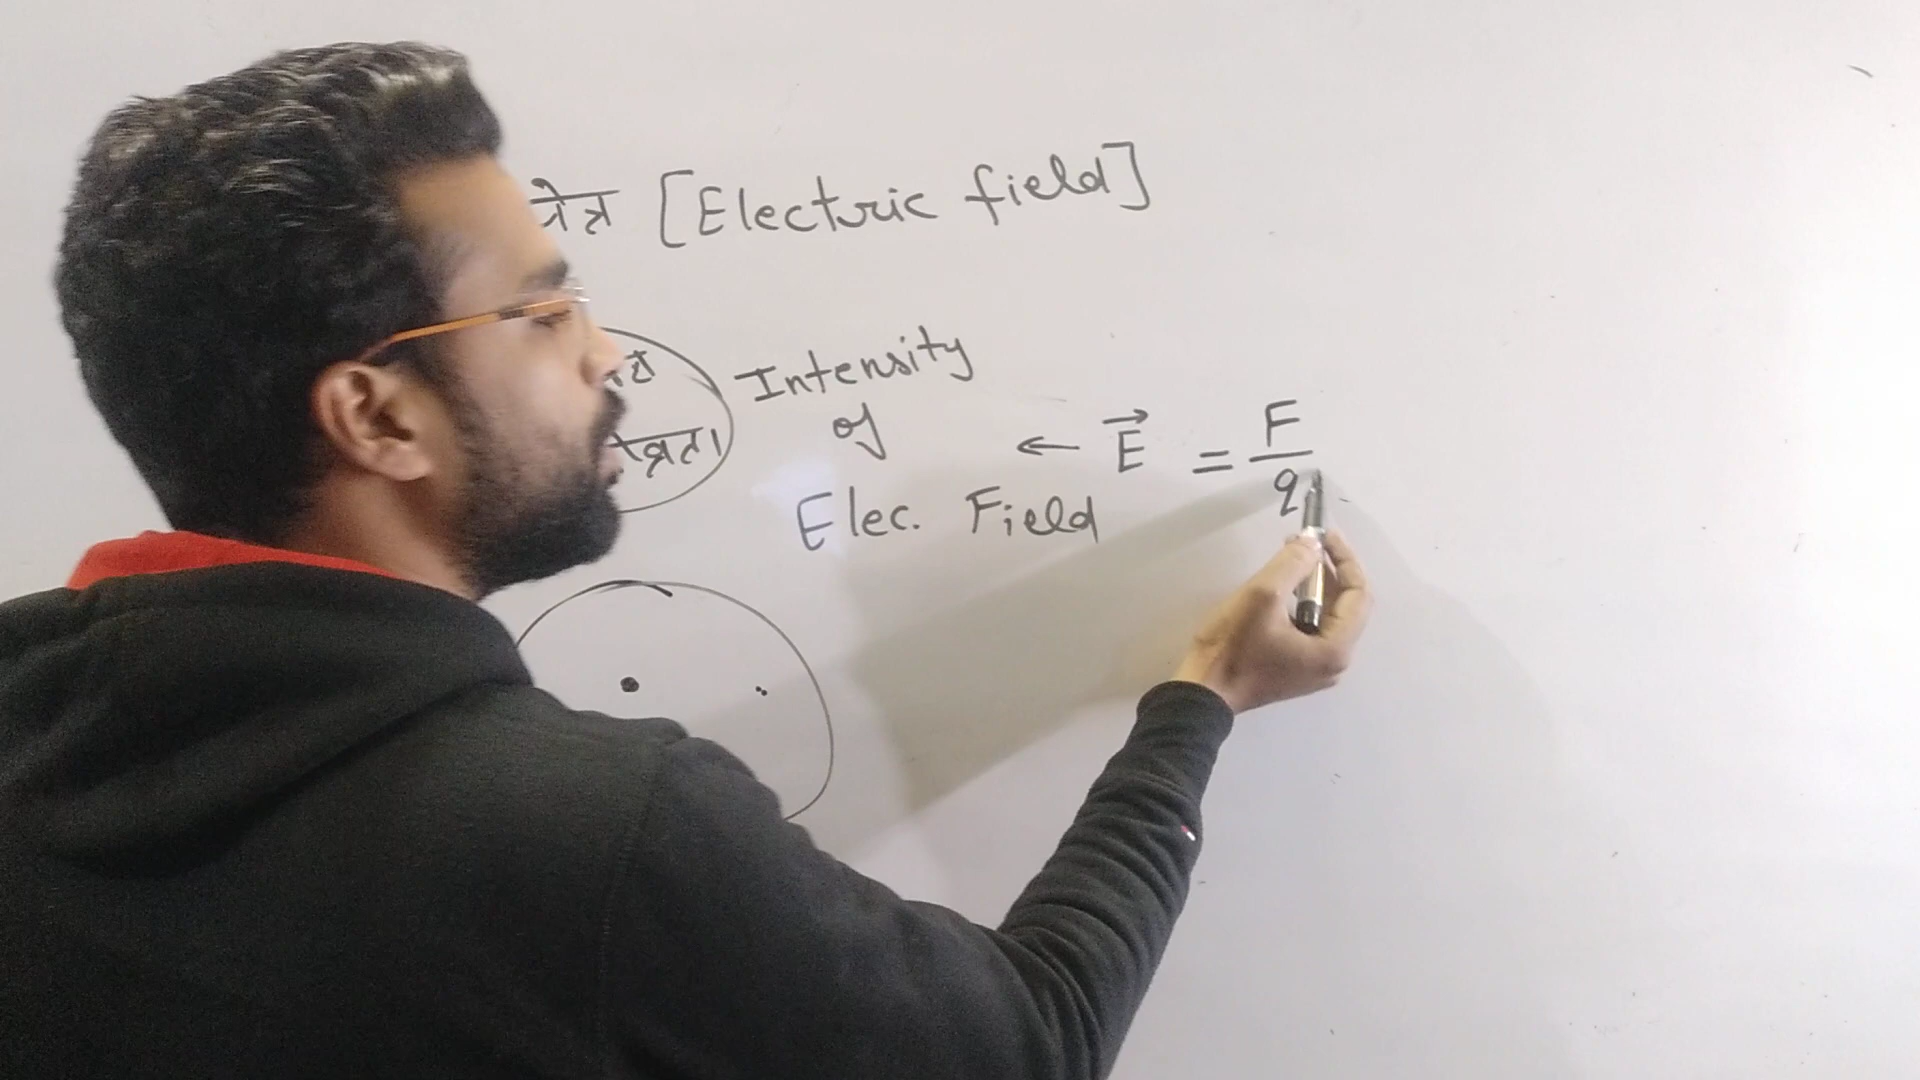 [Electric field]
Intensity
of
Elec. Field
← E⃗ = F/q